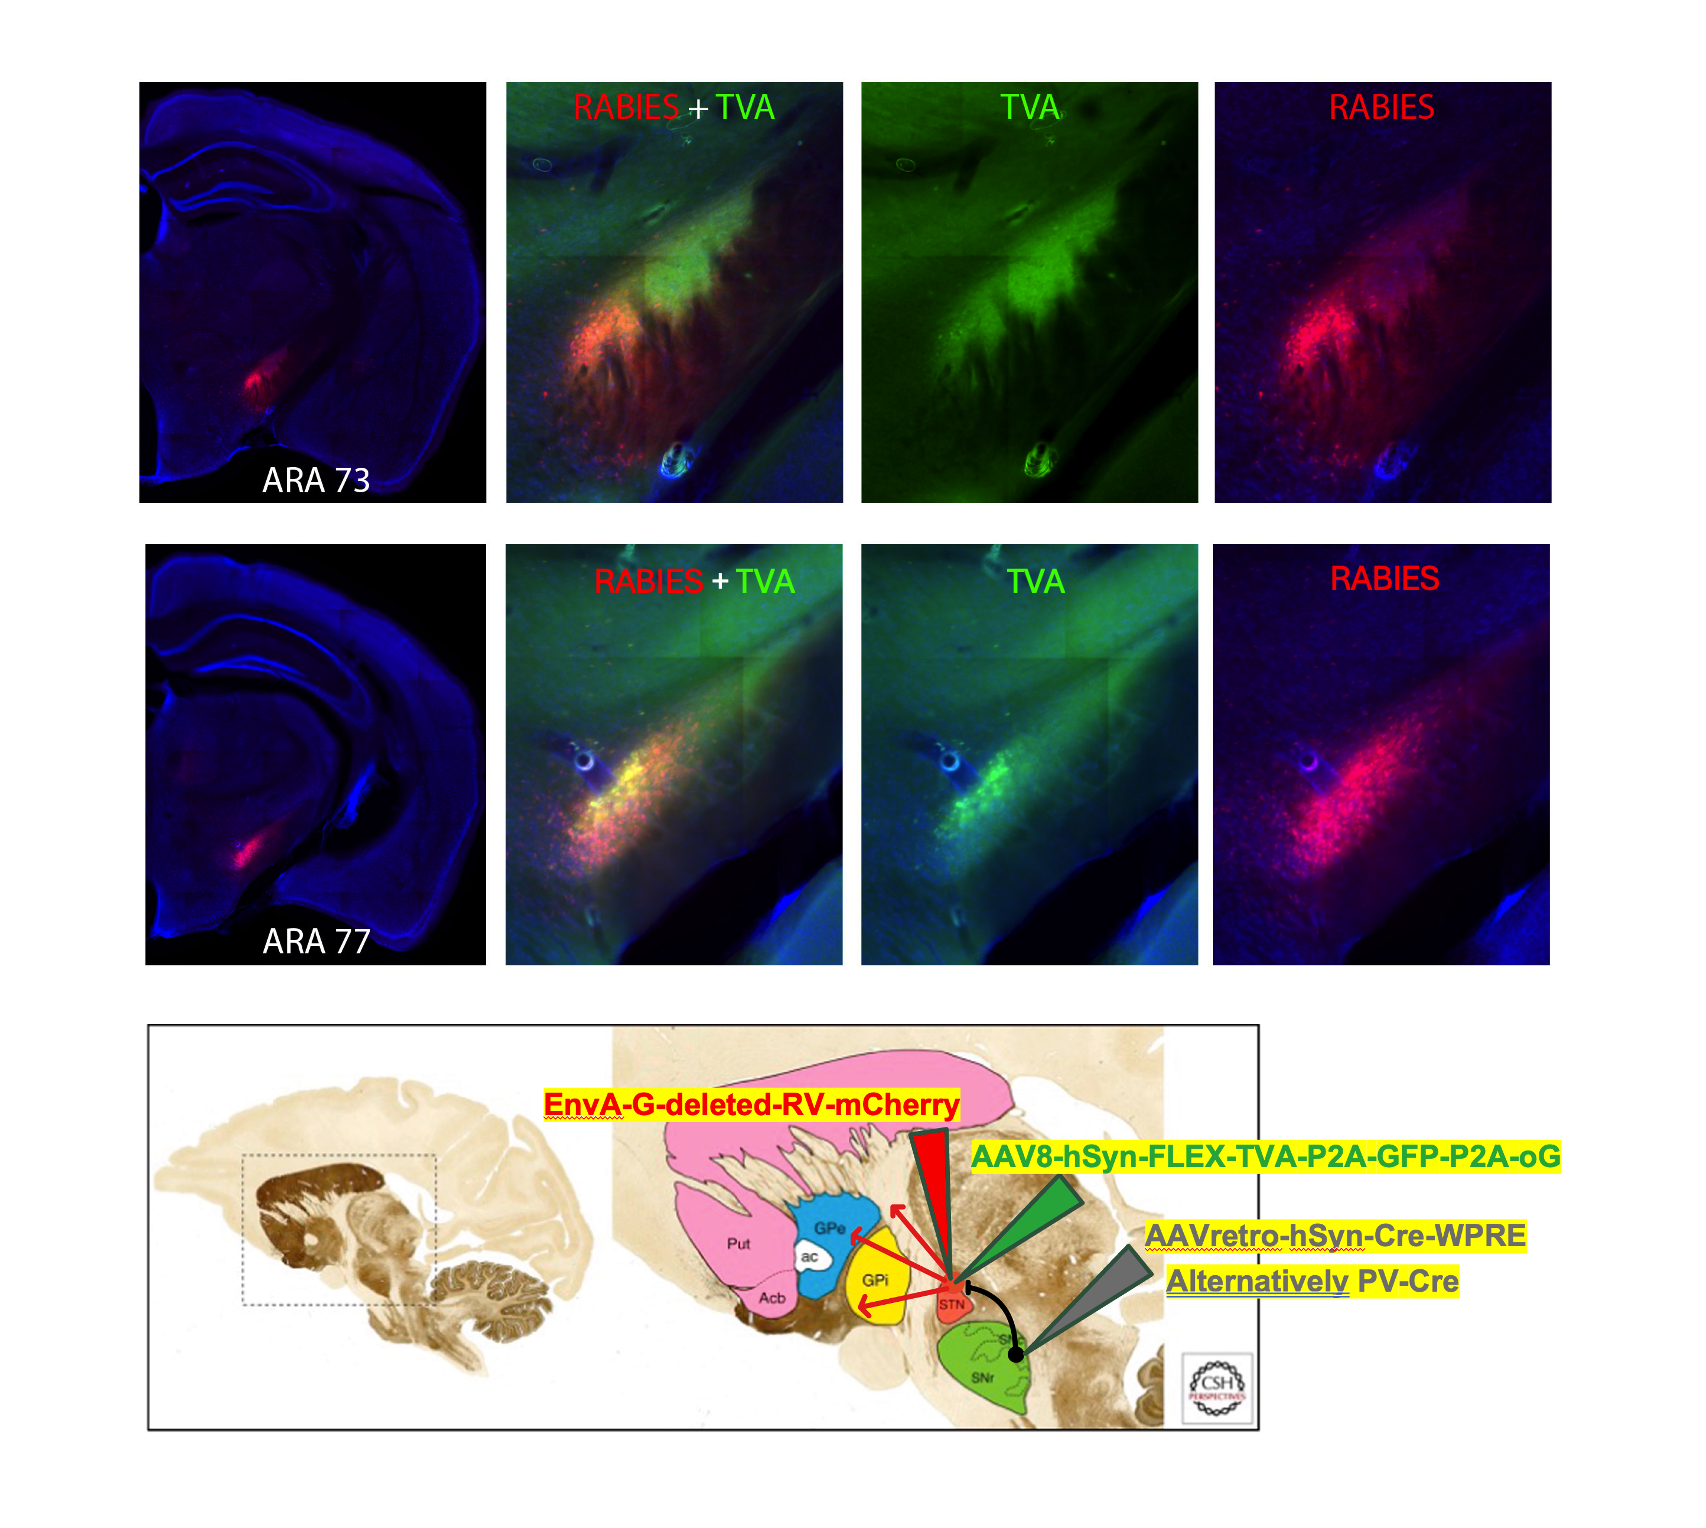 RABIES + TVA
TVA
RABIES
ARA 73
RABIES + TVA
TVA
RABIES
ARA 77
EnvA-G-deleted-RV-mCherry
AAV8-hSyn-FLEX-TVA-P2A-GFP-P2A-oG
AAVretro-hSyn-Cre-WPRE
Alternatively PV-Cre
Put
GPe
ac
GPi
Acb
STN
SNr
CSH
PERSPECTIVES